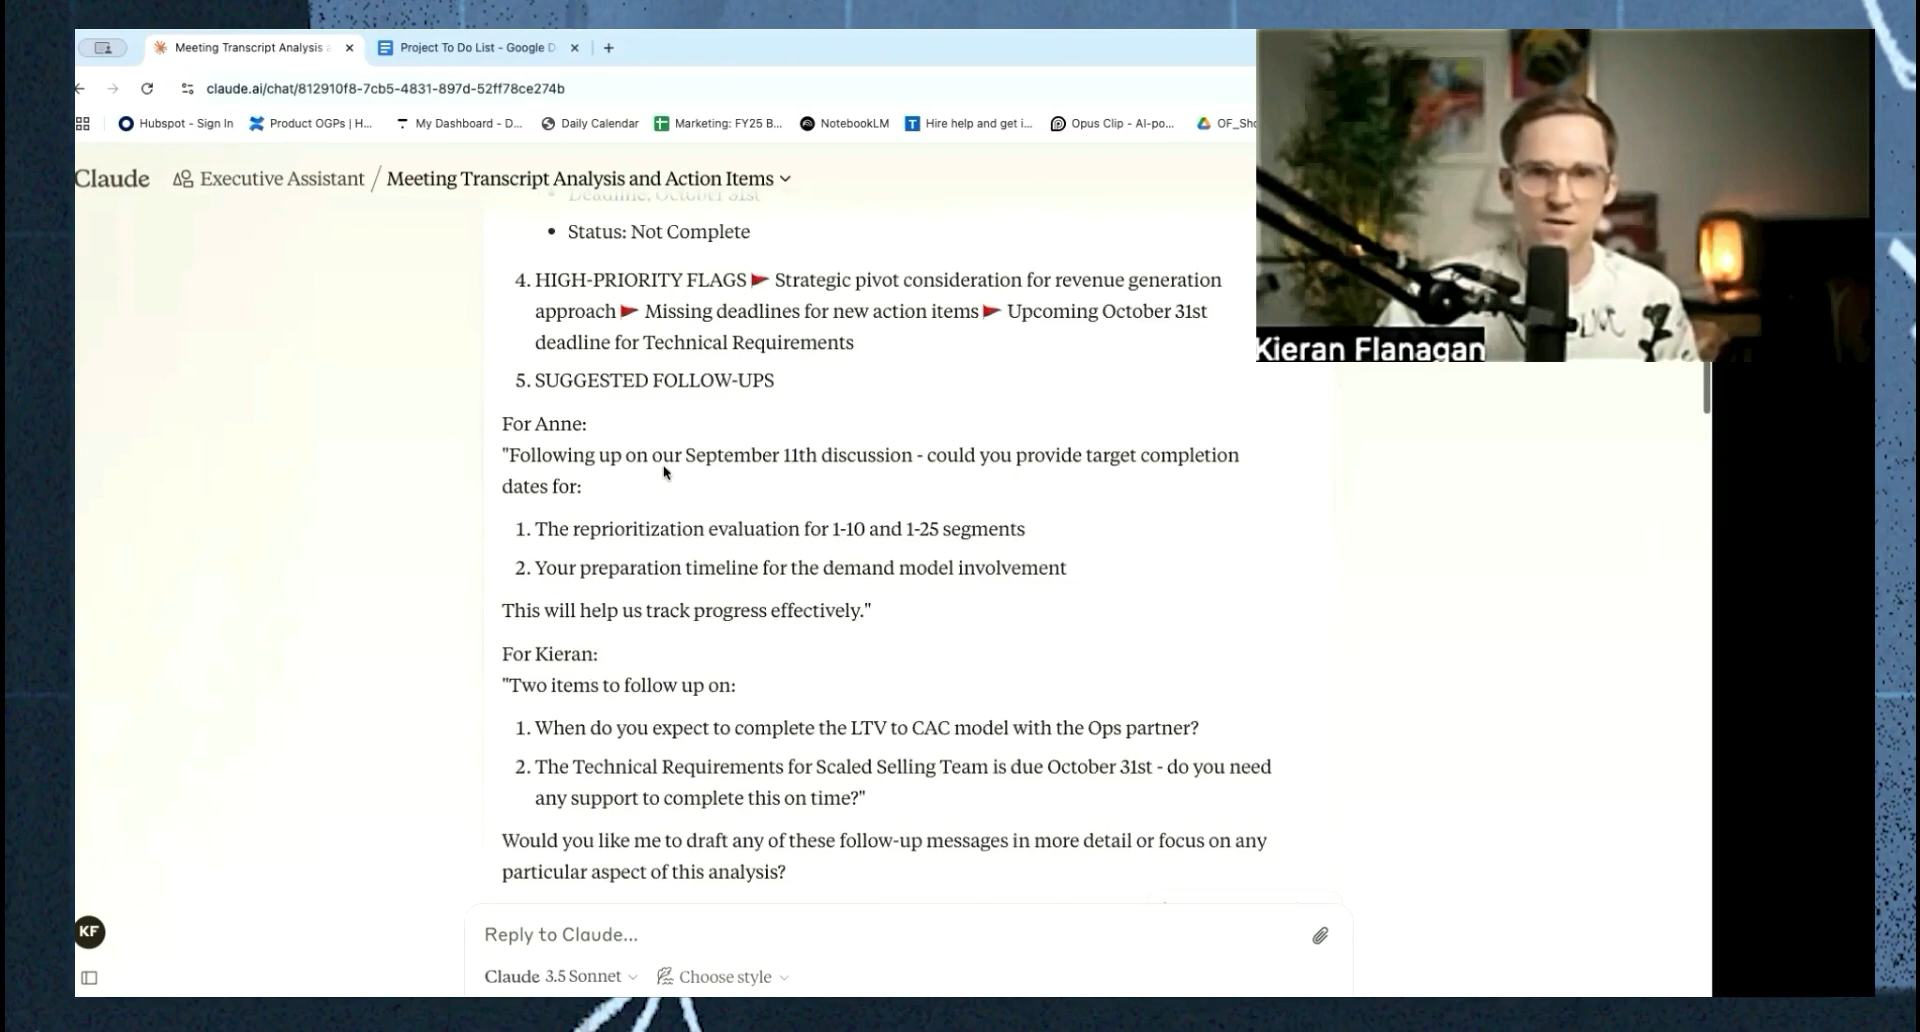 Meeting Transcript Analysis a
Project To Do List - Google D
claude.ai/chat/812910f8-7cb5-4831-897d-52ff78ce274b
Hubspot - Sign In
Product OGPs | H...
My Dashboard - D...
Daily Calendar
Marketing: FY25 B...
NotebookLM
Hire help and get i...
Opus Clip - AI-po...
OF_Sho
Claude
Executive Assistant / Meeting Transcript Analysis and Action Items
Deadline: October 31st
• Status: Not Complete
4. HIGH-PRIORITY FLAGS 🚩 Strategic pivot consideration for revenue generation
approach 🚩 Missing deadlines for new action items 🚩 Upcoming October 31st
deadline for Technical Requirements
5. SUGGESTED FOLLOW-UPS
For Anne:
"Following up on our September 11th discussion - could you provide target completion
dates for:
1. The reprioritization evaluation for 1-10 and 1-25 segments
2. Your preparation timeline for the demand model involvement
This will help us track progress effectively."
For Kieran:
"Two items to follow up on:
1. When do you expect to complete the LTV to CAC model with the Ops partner?
2. The Technical Requirements for Scaled Selling Team is due October 31st - do you need
any support to complete this on time?"
Would you like me to draft any of these follow-up messages in more detail or focus on any
particular aspect of this analysis?
KF
Reply to Claude...
Claude 3.5 Sonnet
Choose style
Kieran Flanagan